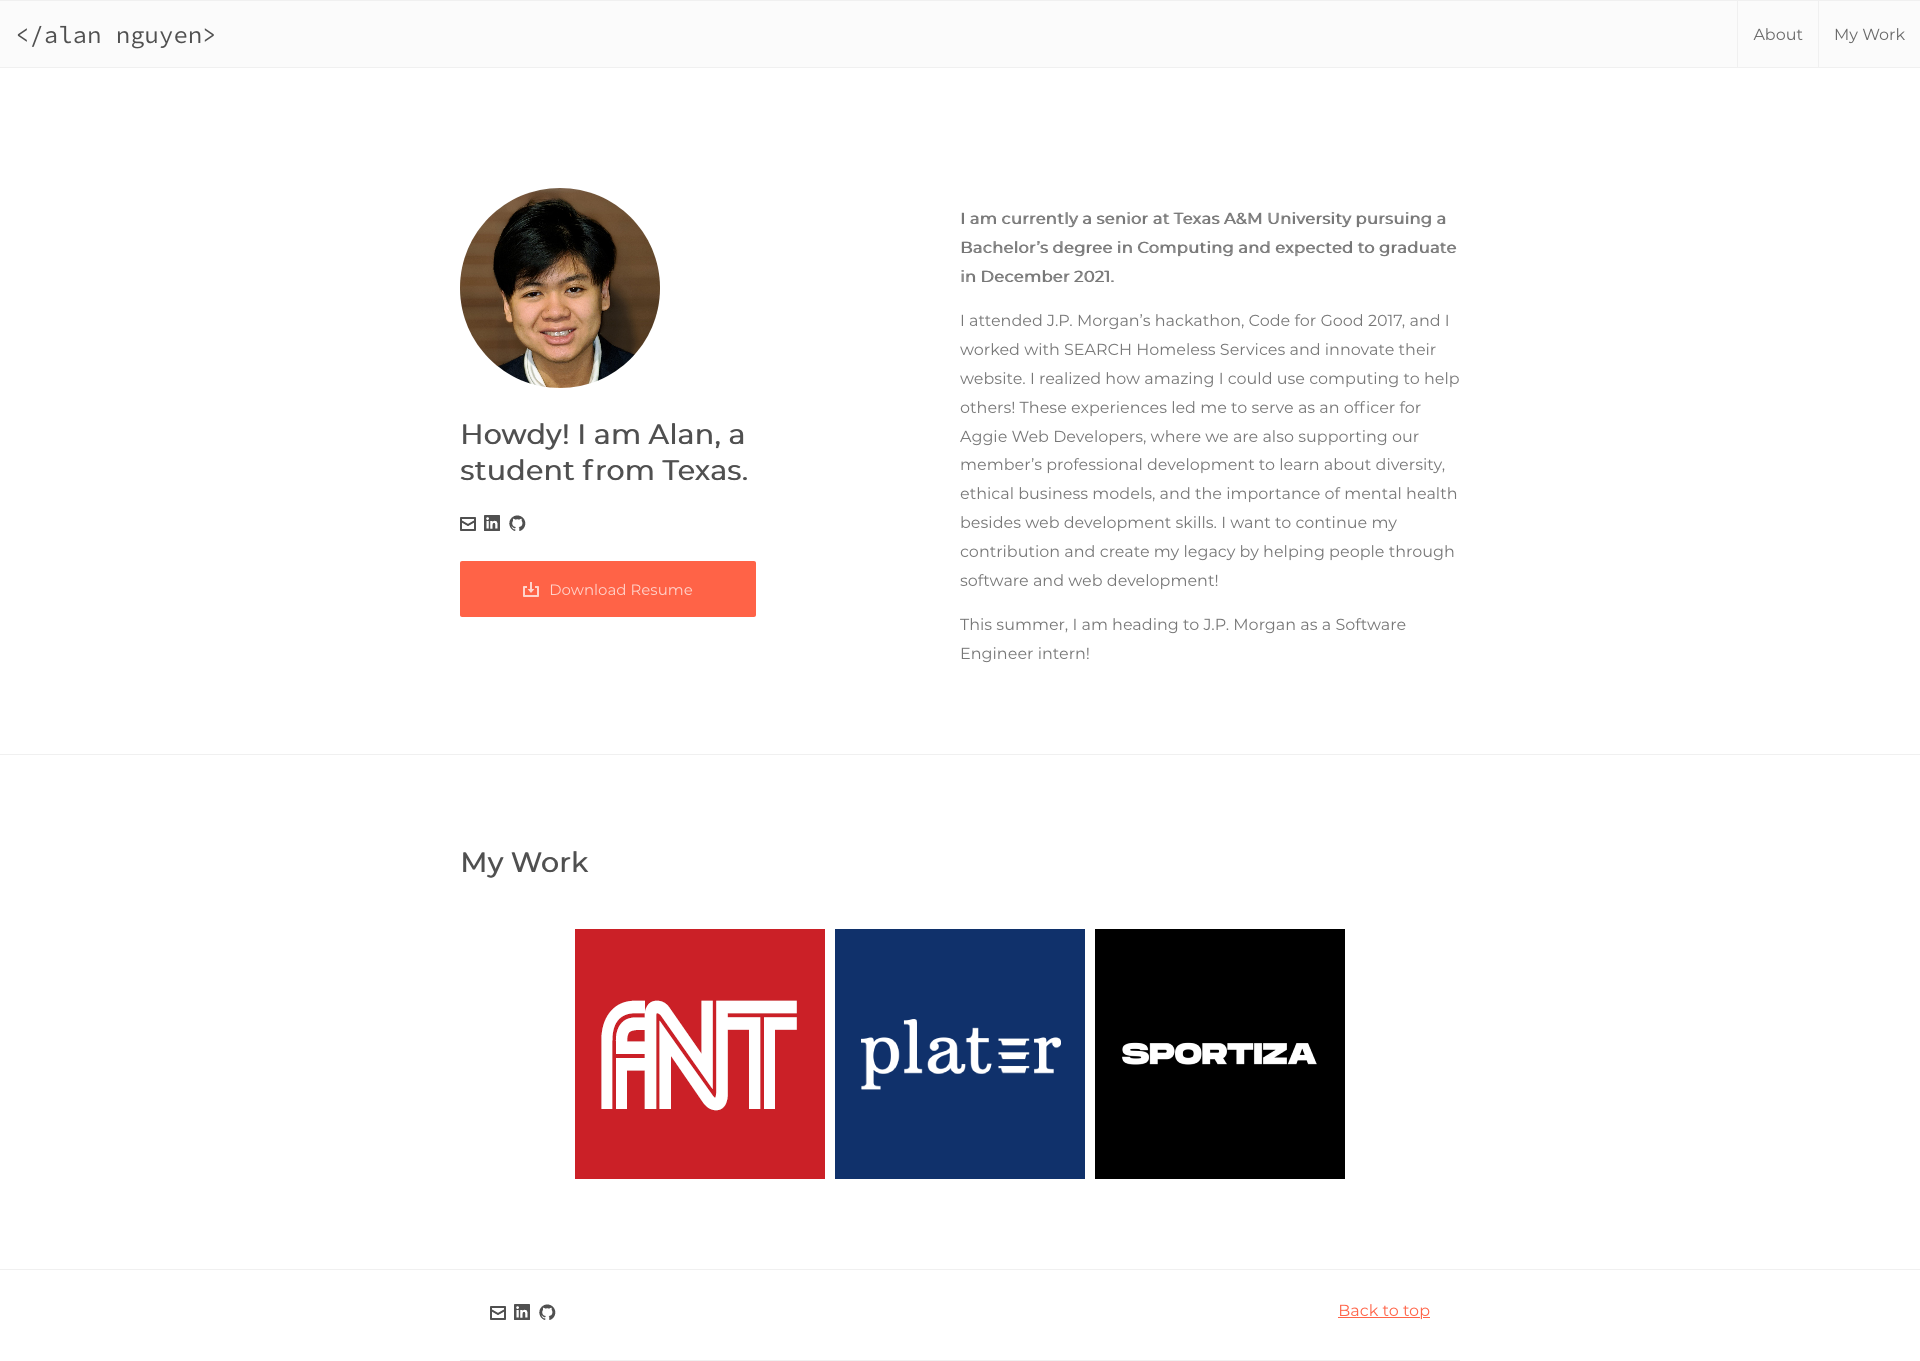 </alan nguyen>
About
My Work
Howdy! I am Alan, a
student from Texas.
Download Resume
I am currently a senior at Texas A&M University pursuing a
Bachelor’s degree in Computing and expected to graduate
in December 2021.
I attended J.P. Morgan’s hackathon, Code for Good 2017, and I
worked with SEARCH Homeless Services and innovate their
website. I realized how amazing I could use computing to help
others! These experiences led me to serve as an officer for
Aggie Web Developers, where we are also supporting our
member’s professional development to learn about diversity,
ethical business models, and the importance of mental health
besides web development skills. I want to continue my
contribution and create my legacy by helping people through
software and web development!
This summer, I am heading to J.P. Morgan as a Software
Engineer intern!
My Work
ANT
plater
SPORTIZA
Back to top